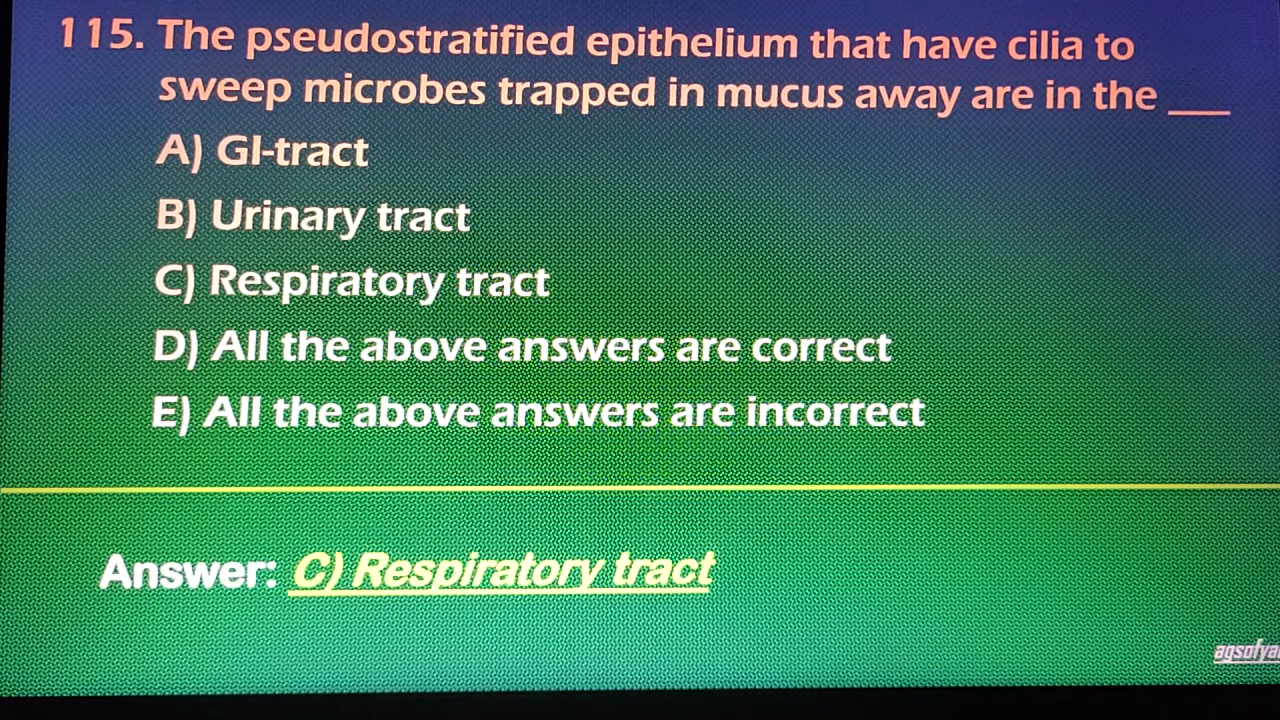 115. The pseudostratified epithelium that have cilia to
sweep microbes trapped in mucus away are in the ___
A) GI-tract
B) Urinary tract
C) Respiratory tract
D) All the above answers are correct
E) All the above answers are incorrect
Answer: C) Respiratory tract